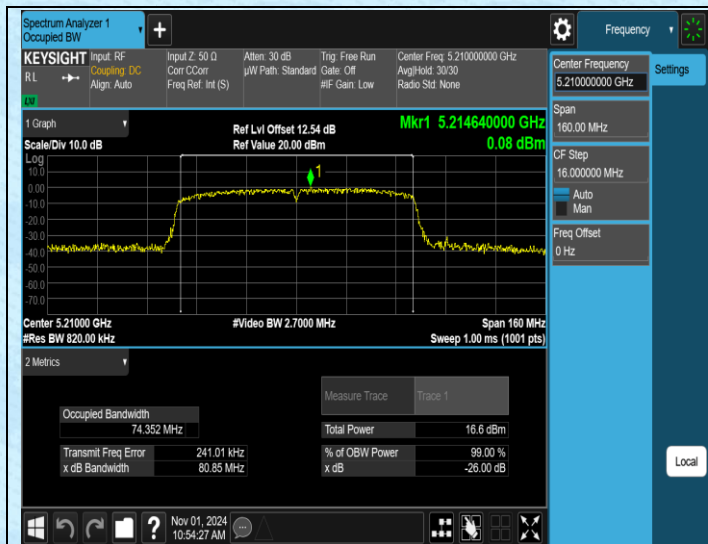 Spectrum Analyzer 1
Occupied BW
Frequency
KEYSIGHT
R L
LXI
Input: RF
Coupling: DC
Align: Auto
Input Z: 50 Ω
Corr CCorr
Freq Ref: Int (S)
Atten: 30 dB
µW Path: Standard
Trig: Free Run
Gate: Off
#IF Gain: Low
Center Freq: 5.210000000 GHz
Avg|Hold: 30/30
Radio Std: None
Center Frequency
5.210000000 GHz
Settings
Span
160.00 MHz
CF Step
16.000000 MHz
Auto
Man
Freq Offset
0 Hz
1 Graph
Scale/Div 10.0 dB
Ref Lvl Offset 12.54 dB
Ref Value 20.00 dBm
Mkr1 5.214640000 GHz
0.08 dBm
Log
10.0
0.00
-10.0
-20.0
-30.0
-40.0
-50.0
-60.0
-70.0
1
Center 5.21000 GHz
#Res BW 820.00 kHz
#Video BW 2.7000 MHz
Span 160 MHz
Sweep 1.00 ms (1001 pts)
2 Metrics
Measure Trace Trace 1
Occupied Bandwidth
74.352 MHz
Total Power 16.6 dBm
Transmit Freq Error 241.01 kHz
% of OBW Power 99.00 %
x dB Bandwidth 80.85 MHz
x dB -26.00 dB
Local
Nov 01, 2024
10:54:27 AM